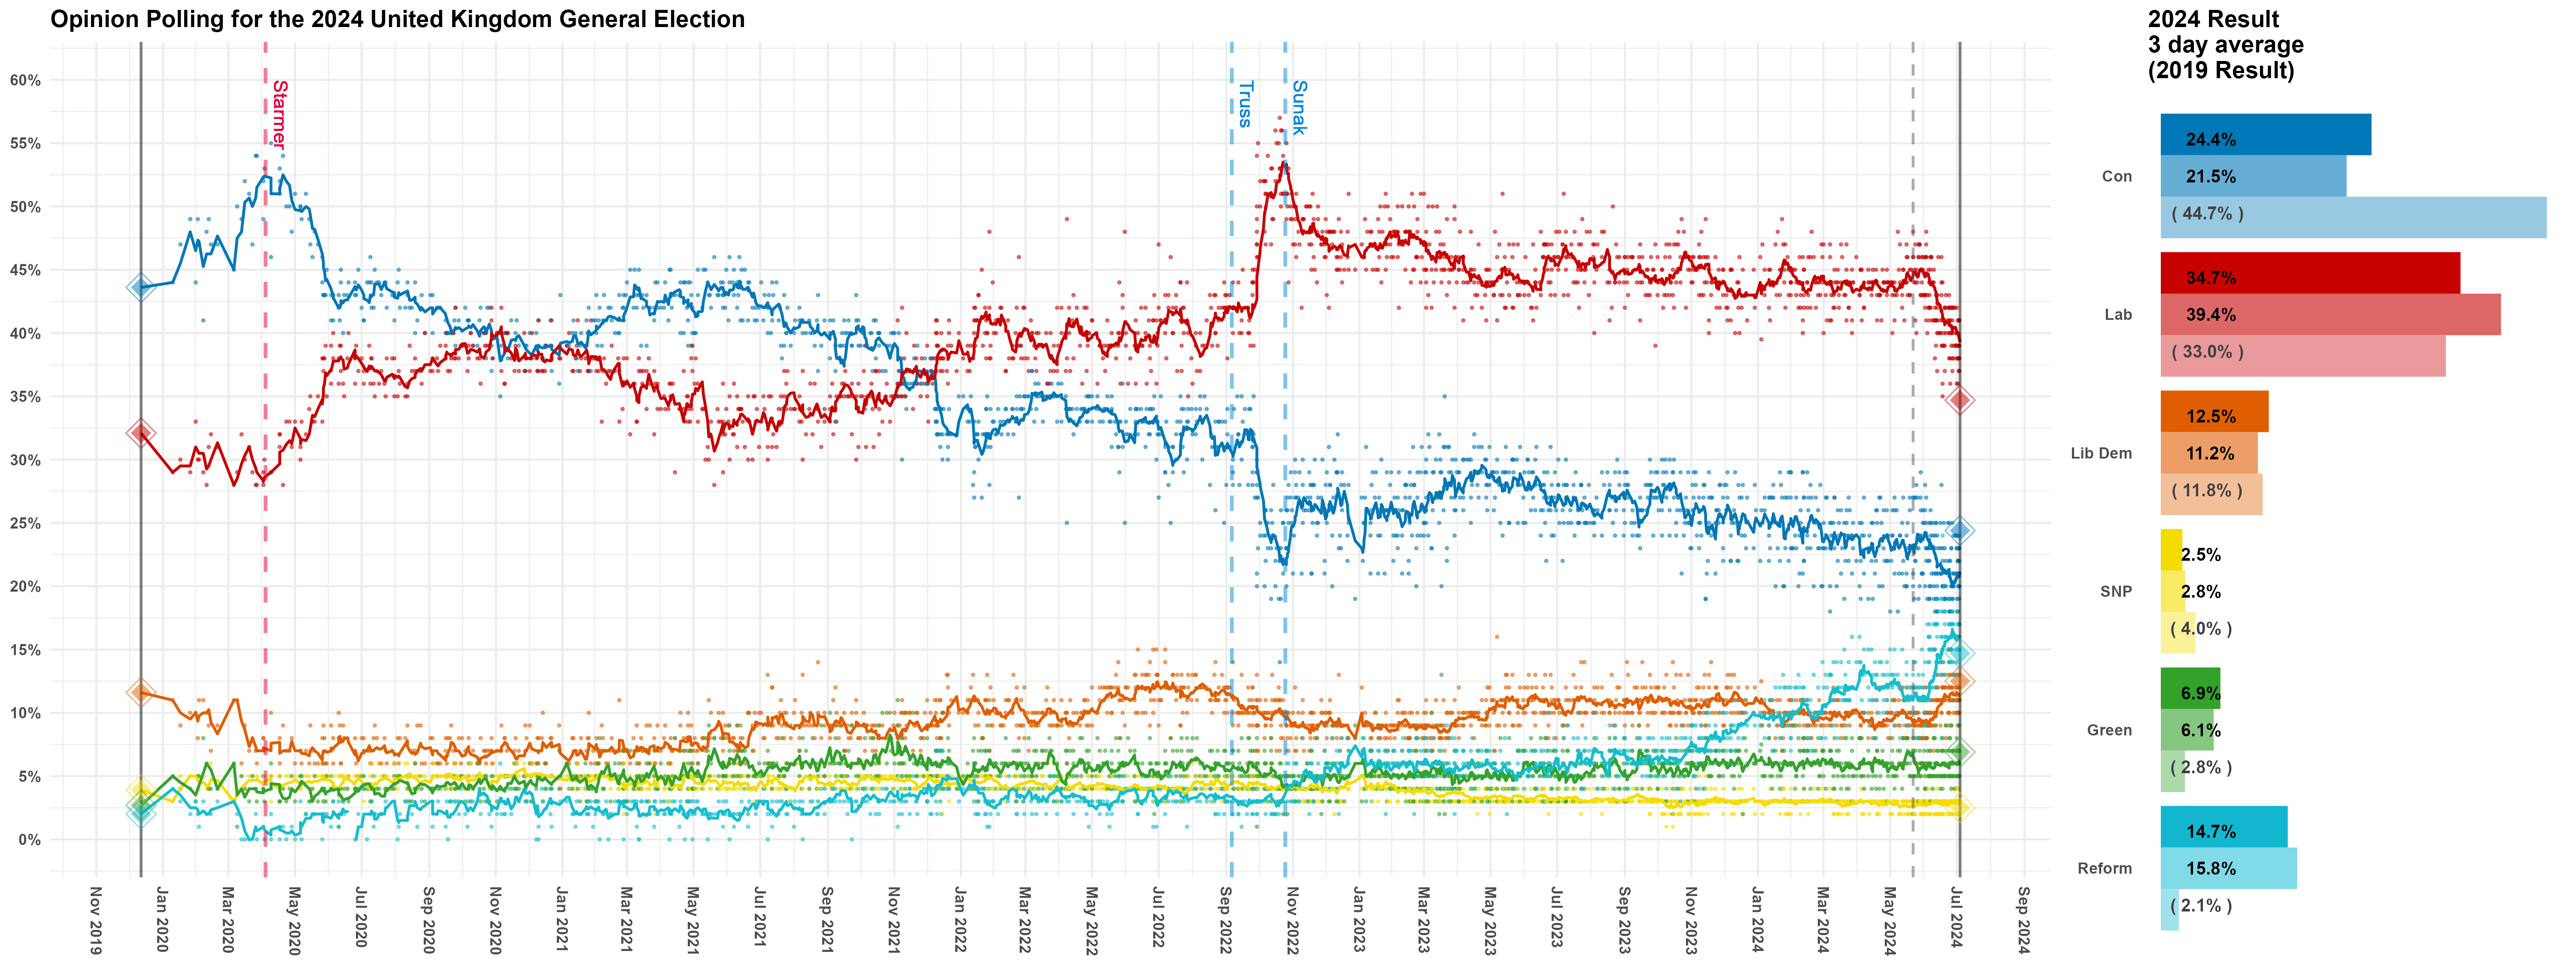 Opinion Polling for the 2024 United Kingdom General Election
60%
55%
50%
45%
40%
35%
30%
25%
20%
15%
10%
5%
0%
Starmer
Truss
Sunak
Nov 2019
Jan 2020
Mar 2020
May 2020
Jul 2020
Sep 2020
Nov 2020
Jan 2021
Mar 2021
May 2021
Jul 2021
Sep 2021
Nov 2021
Jan 2022
Mar 2022
May 2022
Jul 2022
Sep 2022
Nov 2022
Jan 2023
Mar 2023
May 2023
Jul 2023
Sep 2023
Nov 2023
Jan 2024
Mar 2024
May 2024
Jul 2024
Sep 2024
2024 Result
3 day average
(2019 Result)
Con
24.4%
21.5%
( 44.7% )
Lab
34.7%
39.4%
( 33.0% )
Lib Dem
12.5%
11.2%
( 11.8% )
SNP
2.5%
2.8%
( 4.0% )
Green
6.9%
6.1%
( 2.8% )
Reform
14.7%
15.8%
( 2.1% )